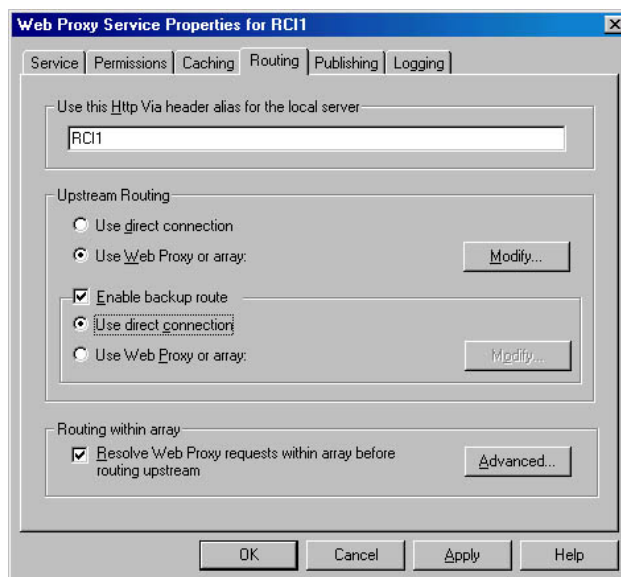 Web Proxy Service Properties for RCI1
Service Permissions Caching Routing Publishing Logging
Use this Http Via header alias for the local server
RCI1
Upstream Routing
Use direct connection
Use Web Proxy or array:
Modify...
Enable backup route
Use direct connection
Use Web Proxy or array:
Modify...
Routing within array
Resolve Web Proxy requests within array before
routing upstream
Advanced...
OK Cancel Apply Help